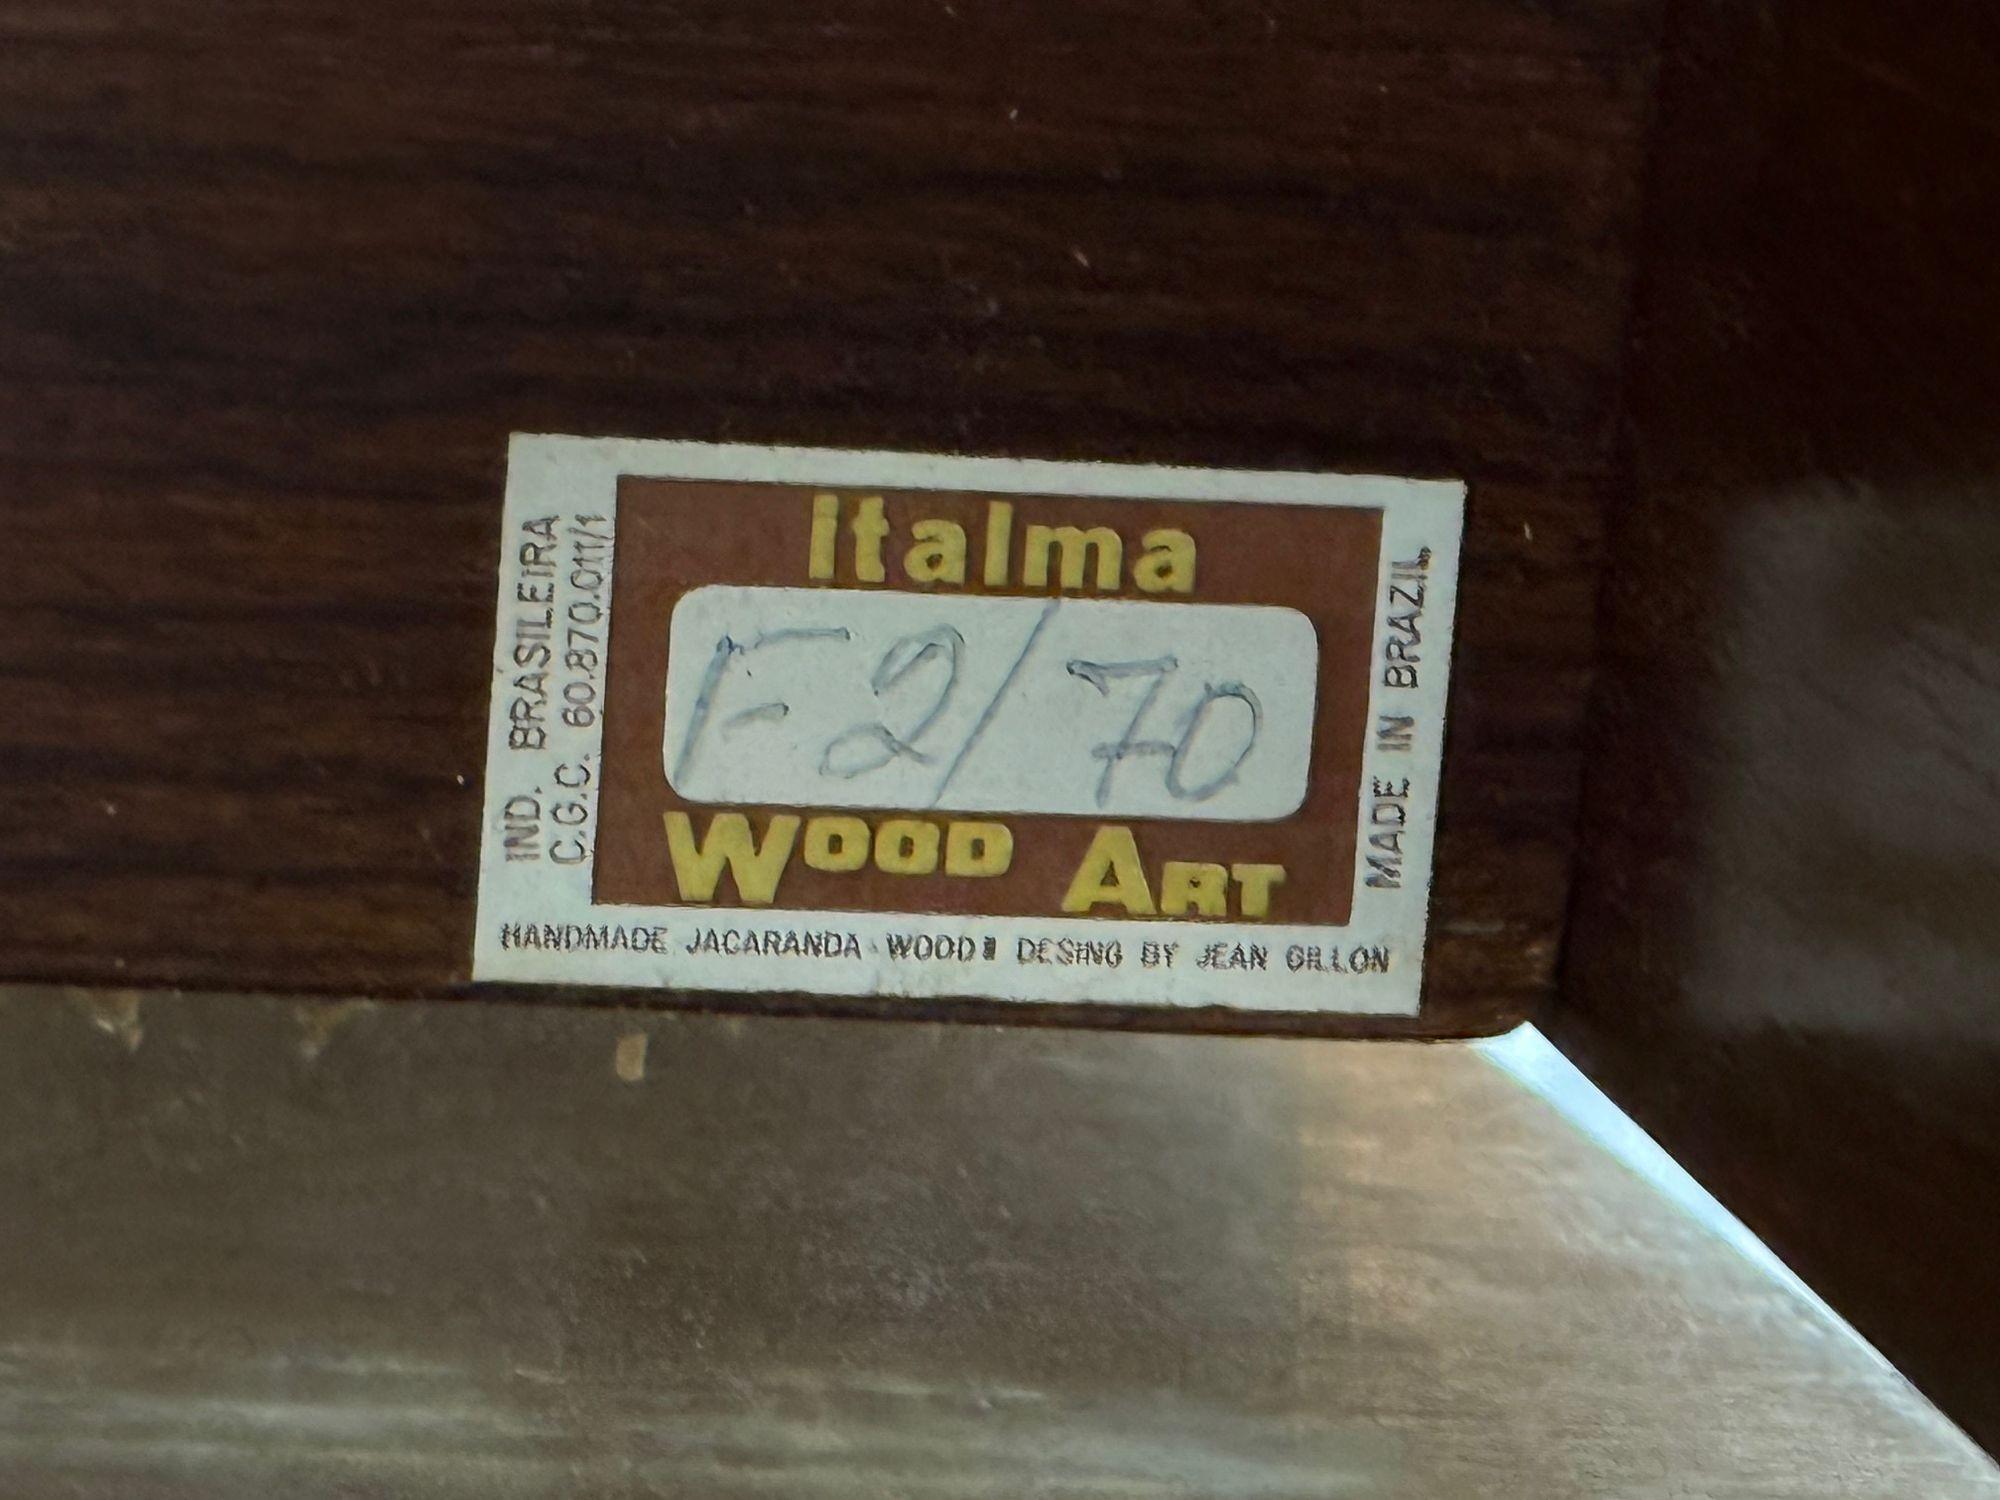 Italma
F2/70
WOOD ART
IND. BRASILEIRA
C.G.C. 60.870.011/1
MADE IN BRAZIL
HANDMADE JACARANDA WOOD DESING BY JEAN GILLON